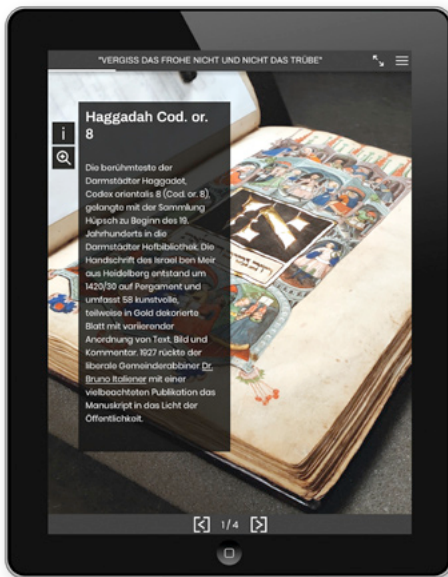 "VERGISS DAS FROHE NICHT UND NICHT DAS TRÜBE"
Haggadah Cod. or.
8
i
Die berühmteste der
Darmstädter Haggadot,
Codex orientalis 8 (Cod. or. 8),
gelangte mit der Sammlung
Hüpsch zu Beginn des 19.
Jahrhunderts in die
Darmstädter Hofbibliothek. Die
Handschrift des Israel ben Meir
aus Heidelberg entstand um
1420/30 auf Pergament und
umfasst 58 kunstvolle,
teilweise in Gold dekorierte
Blatt mit variierender
Anordnung von Text, Bild und
Kommentar. 1927 rückte der
liberale Gemeinderabbiner Dr.
Bruno Italiener mit einer
vielbeachteten Publikation das
Manuskript in das Licht der
Öffentlichkeit.
1/4